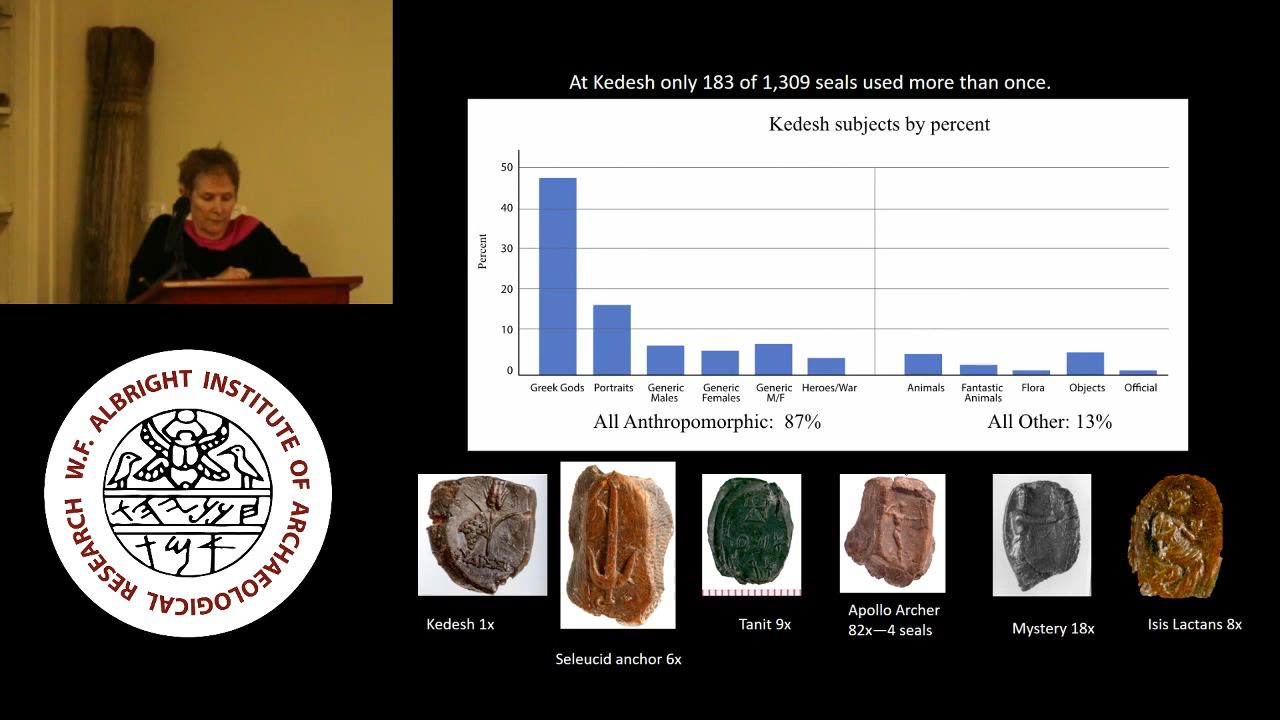 At Kedesh only 183 of 1,309 seals used more than once.
Kedesh subjects by percent
Percent
50
40
30
20
10
0
Greek Gods
Portraits
Generic
Males
Generic
Females
Generic
M/F
Heroes/War
Animals
Fantastic
Animals
Flora
Objects
Official
All Anthropomorphic: 87%
All Other: 13%
W.F. ALBRIGHT INSTITUTE OF ARCHAEOLOGICAL RESEARCH
Kedesh 1x
Seleucid anchor 6x
Tanit 9x
Apollo Archer
82x—4 seals
Mystery 18x
Isis Lactans 8x